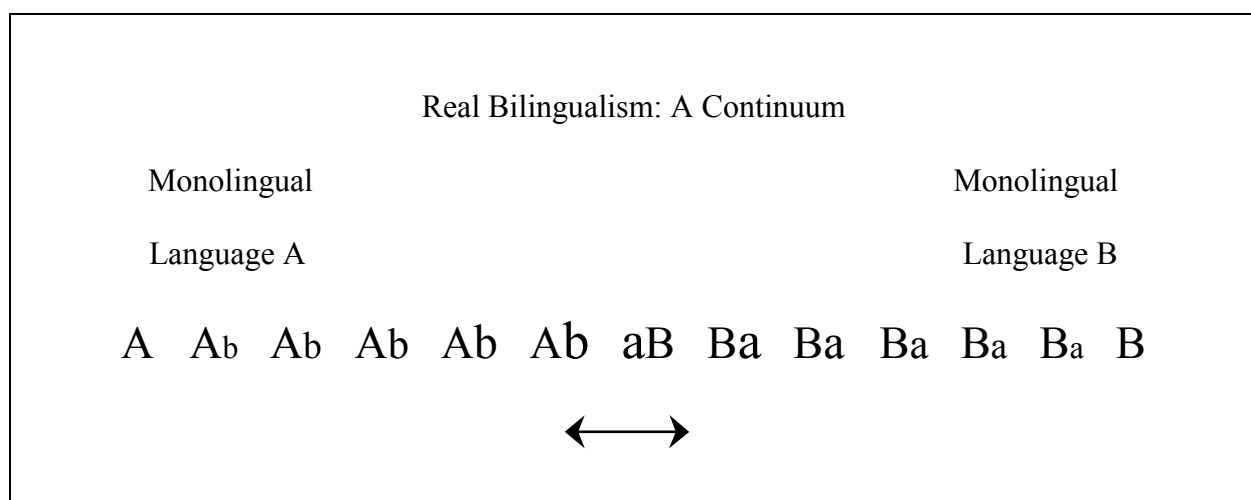 Real Bilingualism: A Continuum
Monolingual Monolingual
Language A Language B
A Ab Ab Ab Ab Ab aB Ba Ba Ba Ba Ba B